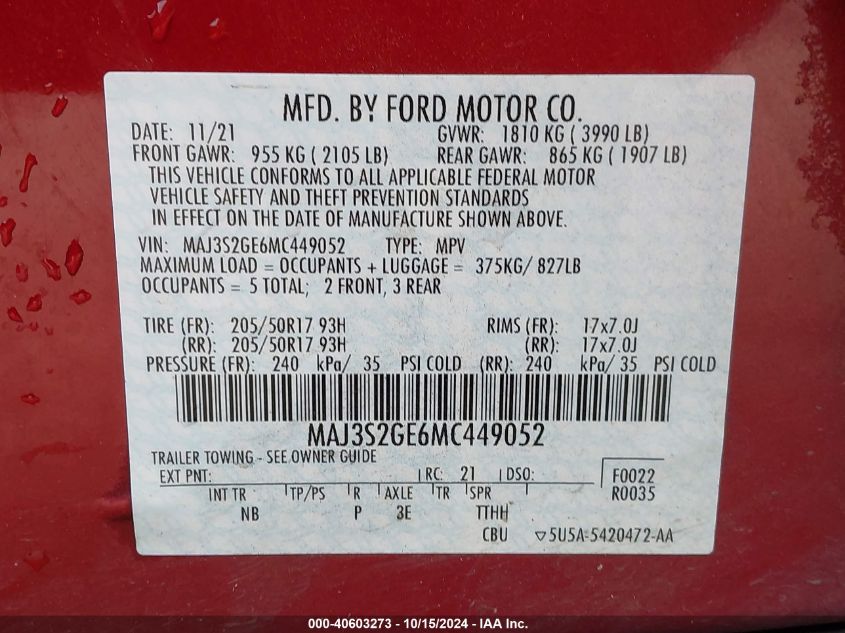 MFD. BY FORD MOTOR CO.
DATE: 11/21 GVWR: 1810 KG ( 3990 LB)
FRONT GAWR: 955 KG ( 2105 LB) REAR GAWR: 865 KG ( 1907 LB)
THIS VEHICLE CONFORMS TO ALL APPLICABLE FEDERAL MOTOR
VEHICLE SAFETY AND THEFT PREVENTION STANDARDS
IN EFFECT ON THE DATE OF MANUFACTURE SHOWN ABOVE.
VIN: MAJ3S2GE6MC449052 TYPE: MPV
MAXIMUM LOAD = OCCUPANTS + LUGGAGE = 375KG/ 827LB
OCCUPANTS = 5 TOTAL; 2 FRONT, 3 REAR
TIRE (FR): 205/50R17 93H RIMS (FR): 17x7.0J
(RR): 205/50R17 93H (RR): 17x7.0J
PRESSURE (FR): 240 kPa/ 35 PSI COLD (RR): 240 kPa/ 35 PSI COLD
MAJ3S2GE6MC449052
TRAILER TOWING - SEE OWNER GUIDE
EXT PNT: RC: 21 DSO: F0022
R0035
INT TR TP/PS R AXLE TR SPR
NB P 3E TTHH
CBU ▽5U5A-5420472-AA
000-40603273 - 10/15/2024 - IAA Inc.